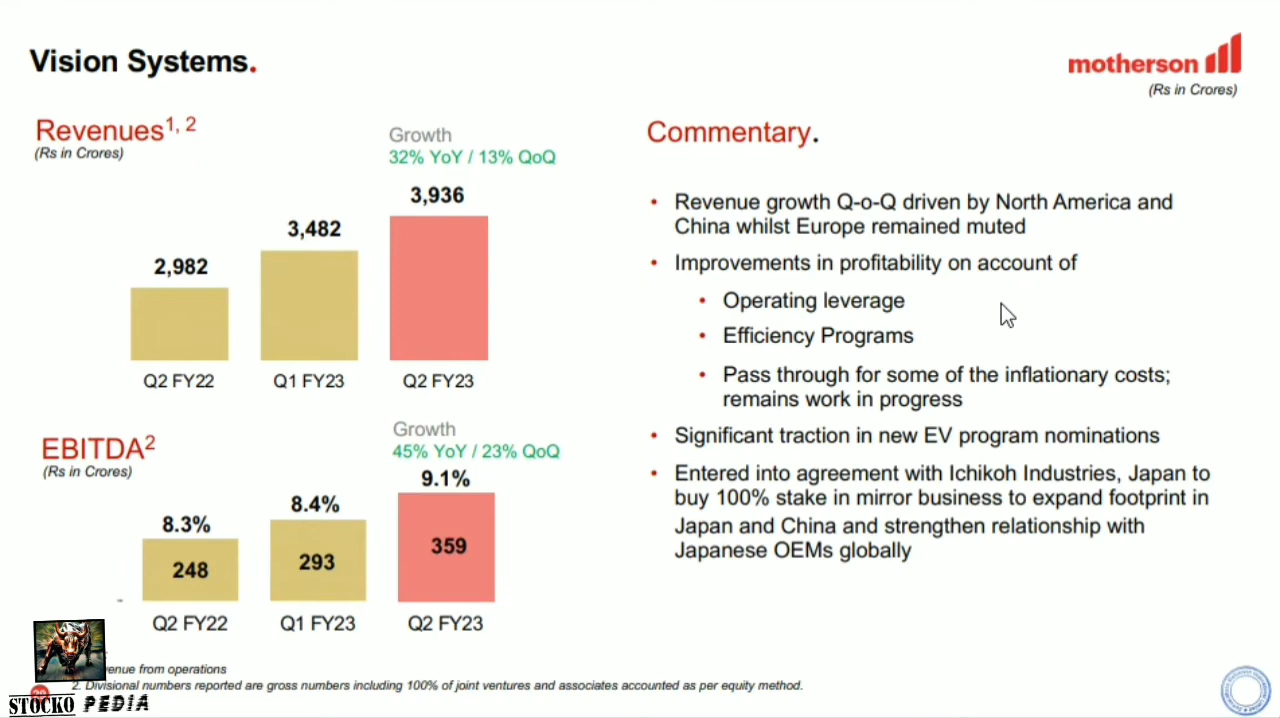 Vision Systems.
motherson
(Rs in Crores)
Revenues1, 2
(Rs in Crores)
Growth
32% YoY / 13% QoQ
3,936
3,482
2,982
Q2 FY22
Q1 FY23
Q2 FY23
EBITDA2
(Rs in Crores)
Growth
45% YoY / 23% QoQ
9.1%
8.4%
8.3%
248
293
359
Q2 FY22
Q1 FY23
Q2 FY23
Commentary.
• Revenue growth Q-o-Q driven by North America and
China whilst Europe remained muted
• Improvements in profitability on account of
• Operating leverage
• Efficiency Programs
• Pass through for some of the inflationary costs;
remains work in progress
• Significant traction in new EV program nominations
• Entered into agreement with Ichikoh Industries, Japan to
buy 100% stake in mirror business to expand footprint in
Japan and China and strengthen relationship with
Japanese OEMs globally
from operations
2. Divisional numbers reported are gross numbers including 100% of joint ventures and associates accounted as per equity method.
STOCKO PEDIA